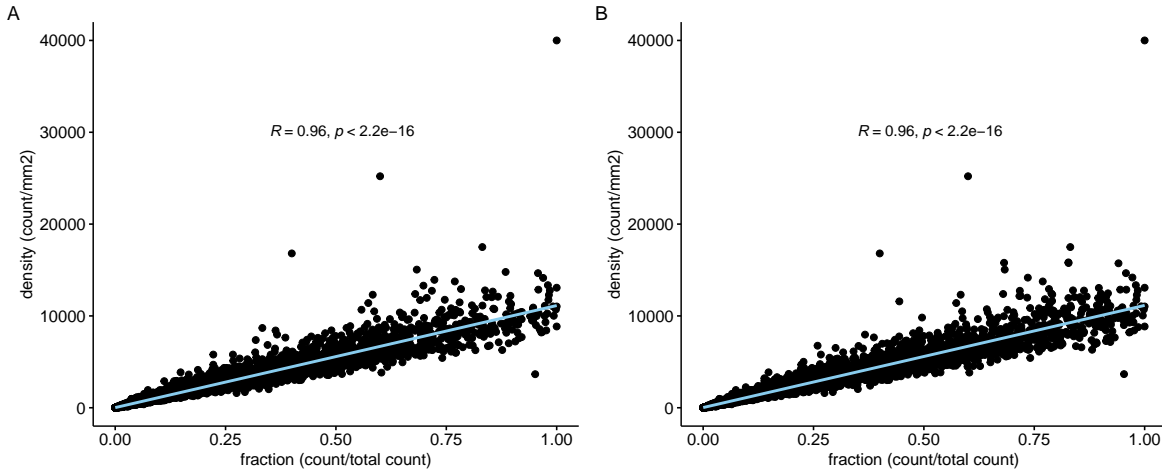 A
40000
30000
20000
10000
0
density (count/mm2)
R = 0.96, p < 2.2e−16
0.00 0.25 0.50 0.75 1.00
fraction (count/total count)
B
40000
30000
20000
10000
0
density (count/mm2)
R = 0.96, p < 2.2e−16
0.00 0.25 0.50 0.75 1.00
fraction (count/total count)